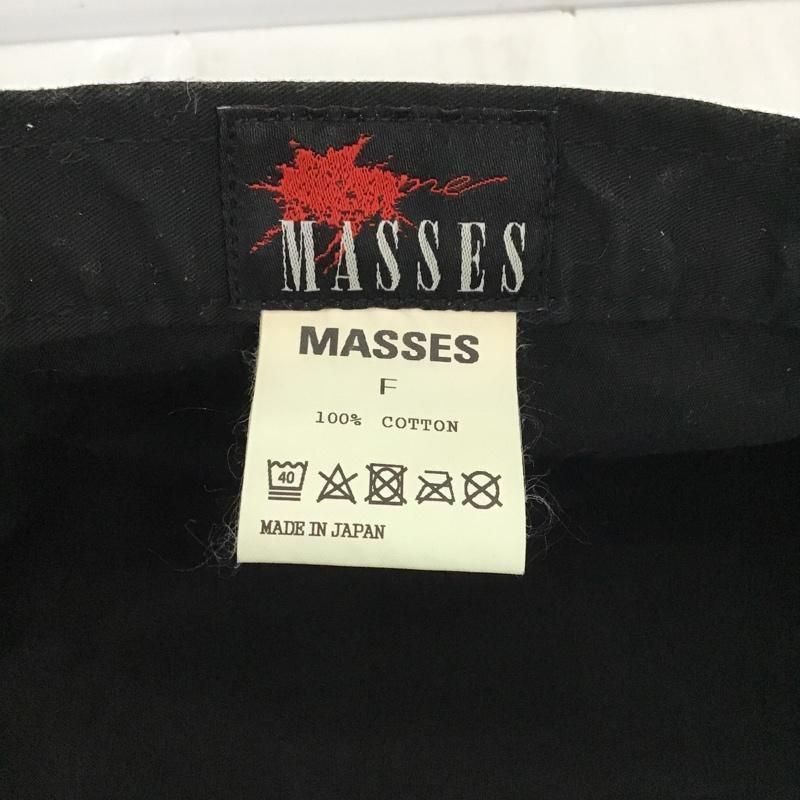 MASSES
MASSES
F
100% COTTON
40
MADE IN JAPAN